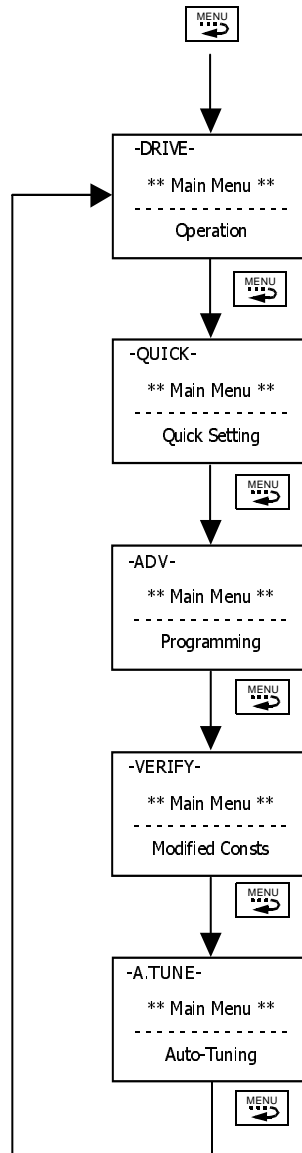 MENU
-DRIVE-
** Main Menu **
- - - - - - - - - - - - -
Operation
MENU
-QUICK-
** Main Menu **
- - - - - - - - - - - - -
Quick Setting
MENU
-ADV-
** Main Menu **
- - - - - - - - - - - - -
Programming
MENU
-VERIFY-
** Main Menu **
- - - - - - - - - - - - -
Modified Consts
MENU
-A.TUNE-
** Main Menu **
- - - - - - - - - - - - -
Auto-Tuning
MENU